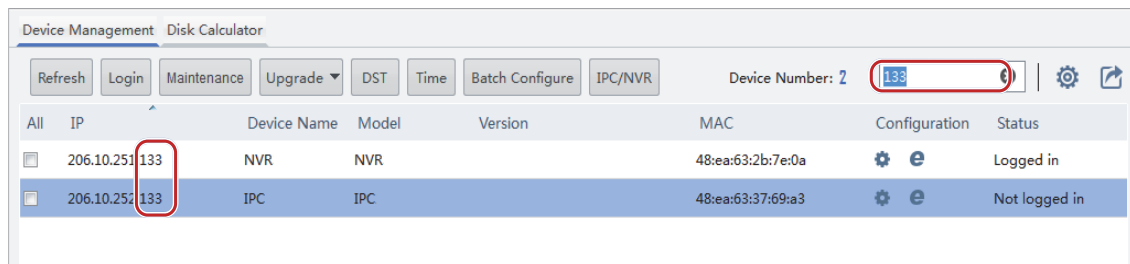 Device Management Disk Calculator
Refresh Login Maintenance Upgrade DST Time Batch Configure IPC/NVR Device Number: 2 133
All IP Device Name Model Version MAC Configuration Status
206.10.251.133 NVR NVR 48:ea:63:2b:7e:0a Logged in
206.10.252.133 IPC IPC 48:ea:63:37:69:a3 Not logged in